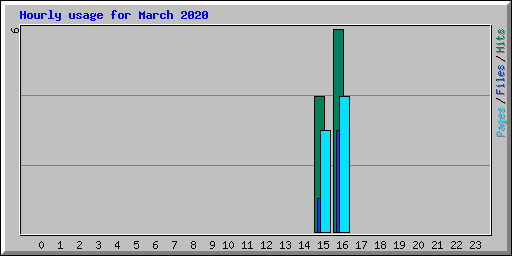 Hourly usage for March 2020
6
Pages/Files/Hits
0 1 2 3 4 5 6 7 8 9 10 11 12 13 14 15 16 17 18 19 20 21 22 23